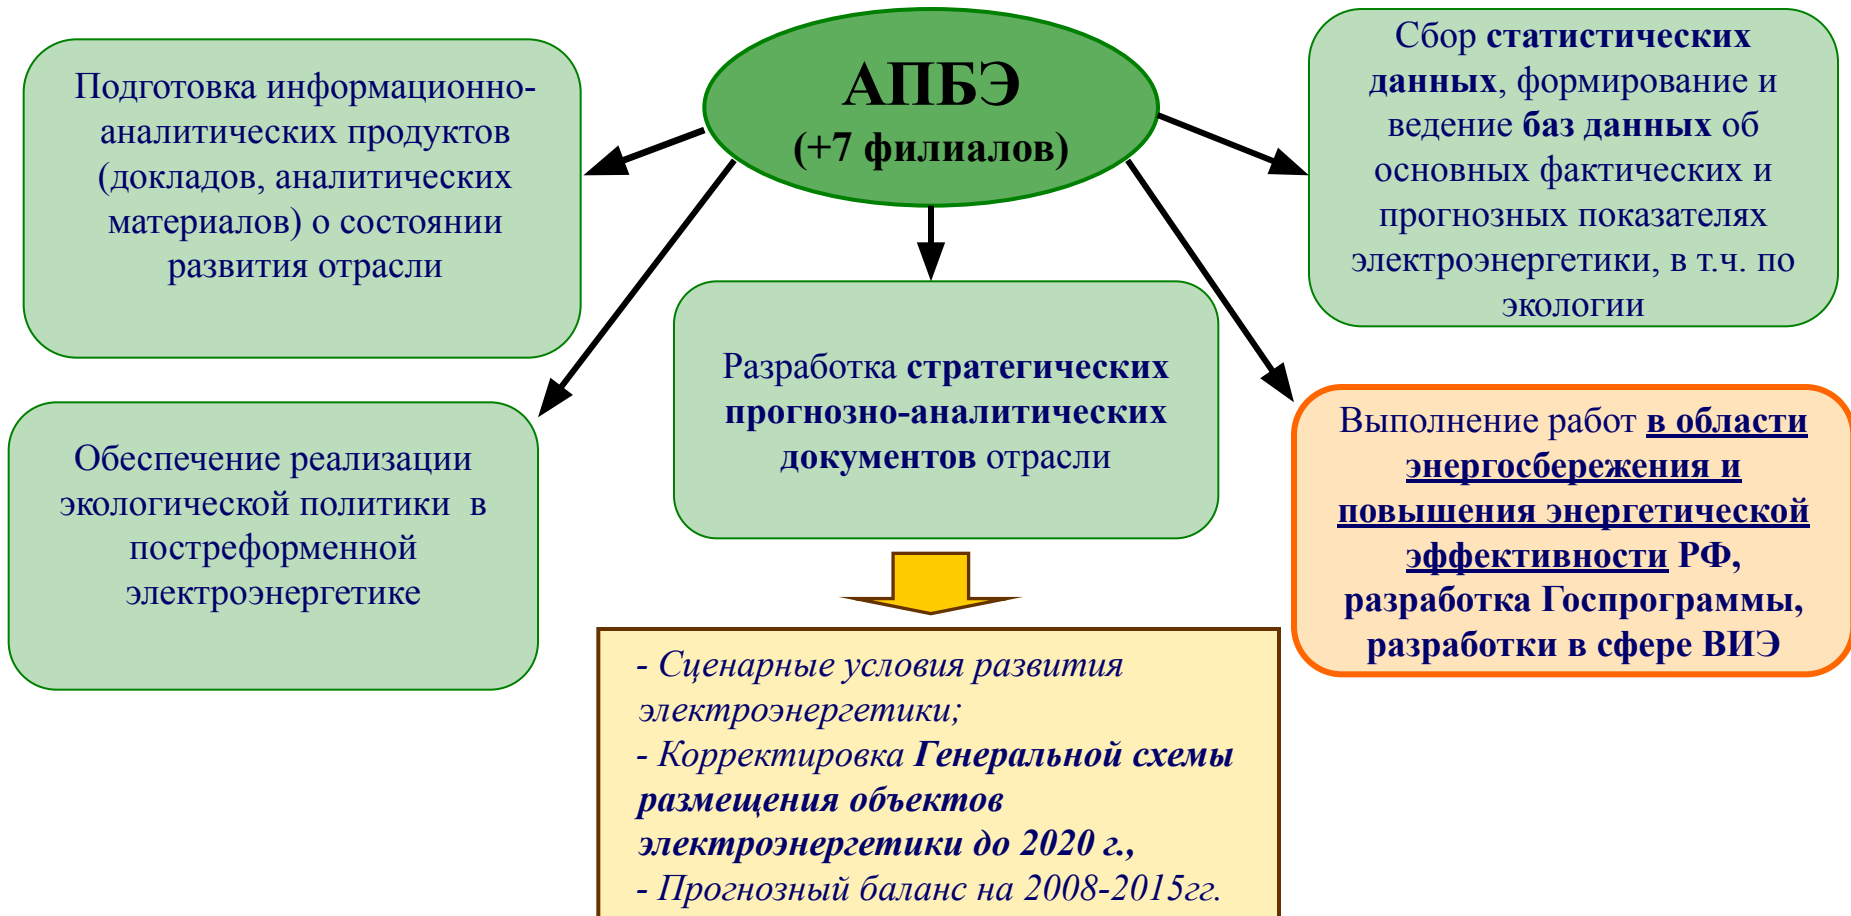 АПБЭ
(+7 филиалов)
Подготовка информационно-
аналитических продуктов
(докладов, аналитических
материалов) о состоянии
развития отрасли
Сбор статистических
данных, формирование и
ведение баз данных об
основных фактических и
прогнозных показателях
электроэнергетики, в т.ч. по
экологии
Обеспечение реализации
экологической политики в
постреформенной
электроэнергетике
Разработка стратегических
прогнозно-аналитических
документов отрасли
Выполнение работ в области
энергосбережения и
повышения энергетической
эффективности РФ,
разработка Госпрограммы,
разработки в сфере ВИЭ
- Сценарные условия развития
электроэнергетики;
- Корректировка Генеральной схемы
размещения объектов
электроэнергетики до 2020 г.,
- Прогнозный баланс на 2008-2015гг.